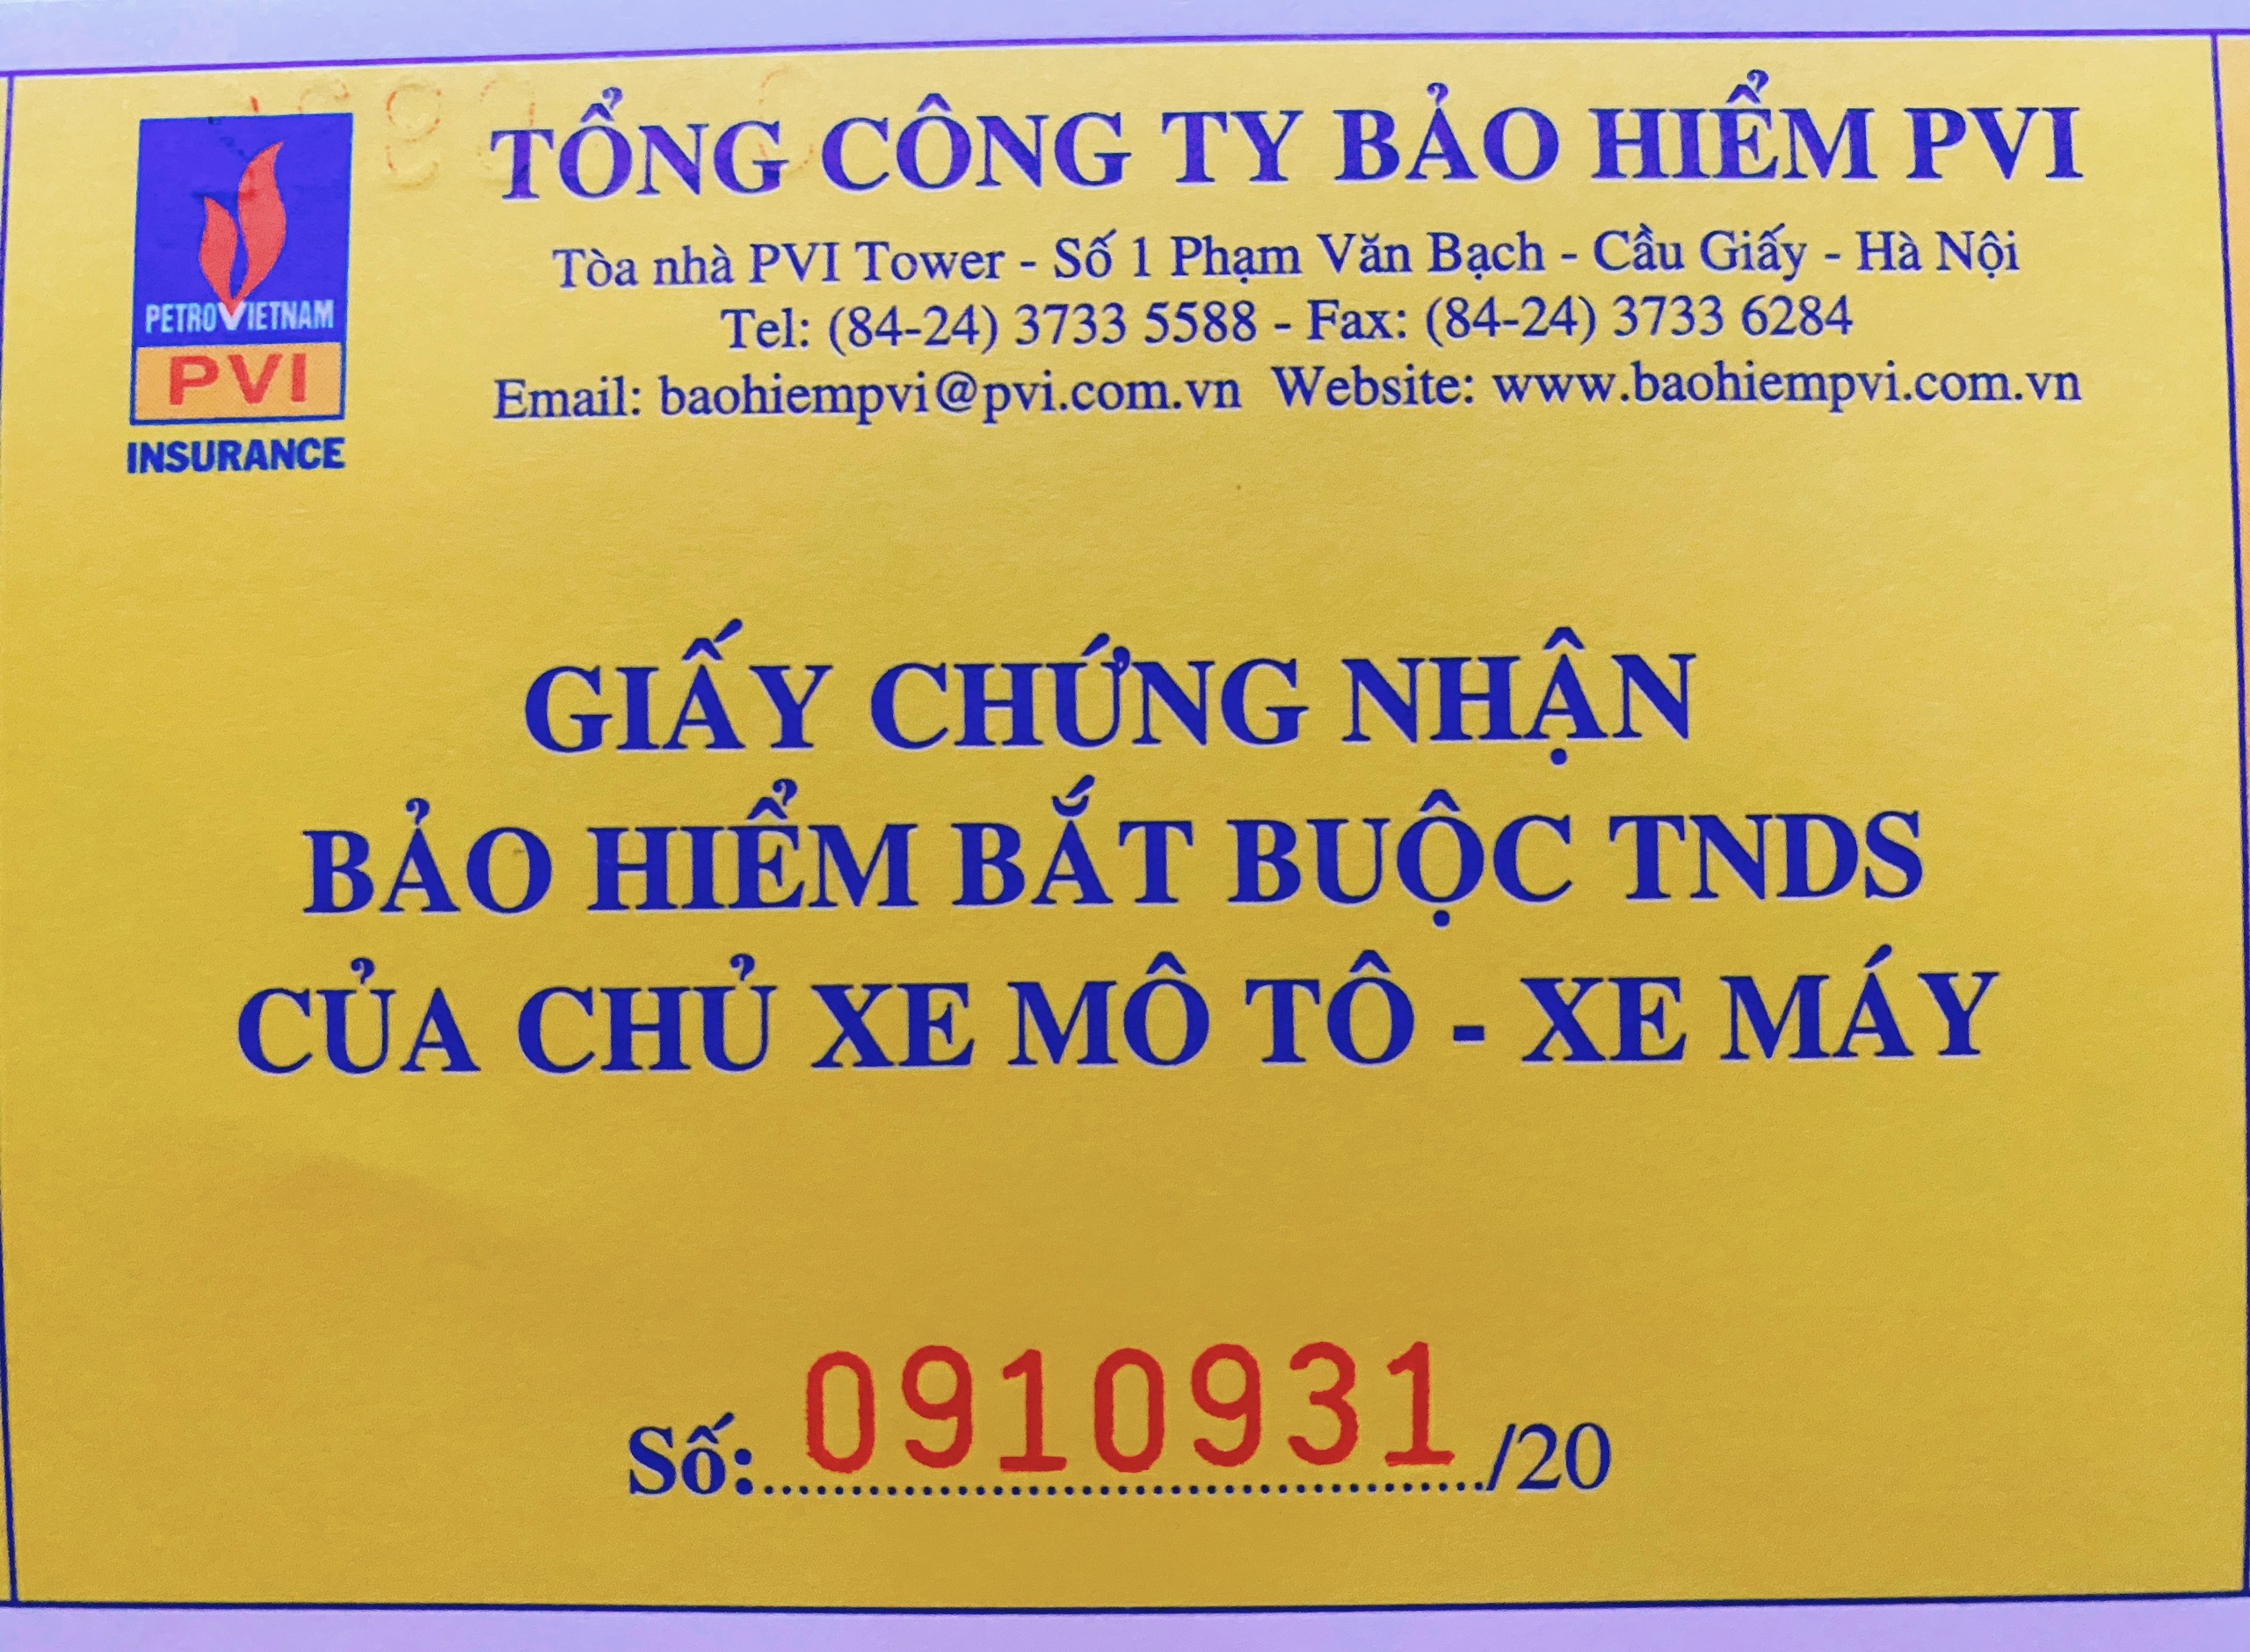 TỔNG CÔNG TY BẢO HIỂM PVI
Tòa nhà PVI Tower - Số 1 Phạm Văn Bạch - Cầu Giấy - Hà Nội
Tel: (84-24) 3733 5588 - Fax: (84-24) 3733 6284
Email: baohiempvi@pvi.com.vn Website: www.baohiempvi.com.vn
PETROVIETNAM
PVI
INSURANCE
GIẤY CHỨNG NHẬN
BẢO HIỂM BẮT BUỘC TNDS
CỦA CHỦ XE MÔ TÔ - XE MÁY
Số: 0910931 /20